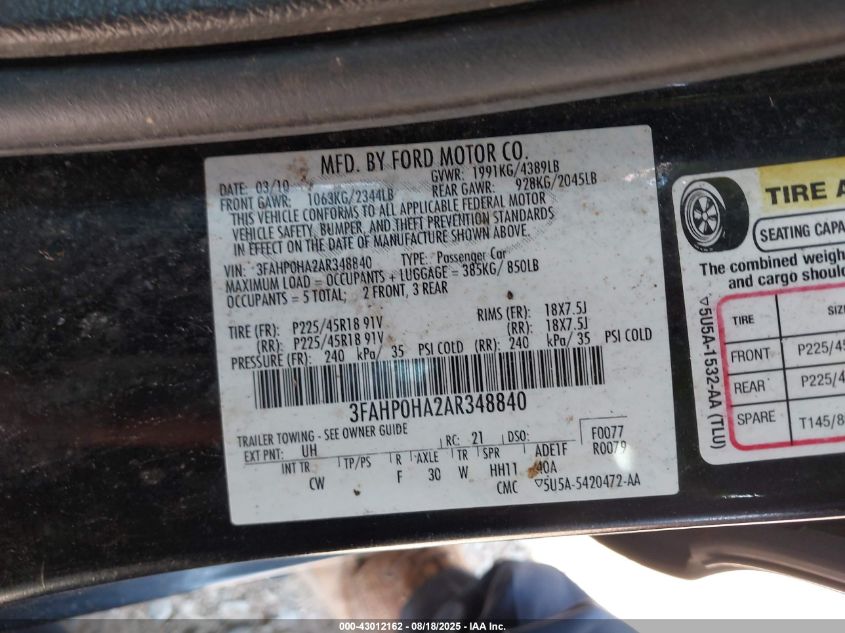 MFD. BY FORD MOTOR CO.
DATE: 03/10
GVWR: 1991KG/4389LB
FRONT GAWR: 1063KG/2344LB
REAR GAWR: 928KG/2045LB
THIS VEHICLE CONFORMS TO ALL APPLICABLE FEDERAL MOTOR
VEHICLE SAFETY, BUMPER, AND THEFT PREVENTION STANDARDS
IN EFFECT ON THE DATE OF MANUFACTURE SHOWN ABOVE.
VIN: 3FAHP0HA2AR348840 TYPE: Passenger Car
MAXIMUM LOAD = OCCUPANTS + LUGGAGE = 385KG/ 850LB
OCCUPANTS = 5 TOTAL; 2 FRONT, 3 REAR
TIRE (FR): P225/45R18 91V RIMS (FR): 18X7.5J
(RR): P225/45R18 91V (RR): 18X7.5J
PRESSURE (FR): 240 kPa/ 35 PSI COLD (RR): 240 kPa/ 35 PSI COLD
3FAHP0HA2AR348840
TRAILER TOWING - SEE OWNER GUIDE
EXT PNT: UH RC: 21 DSO: F0077
R0079
INT TR TP/PS R AXLE TR SPR ADE1F
CW F 30 W HH11 40A
CMC 5U5A-5420472-AA
TIRE A
SEATING CAPA
The combined weigh
and cargo shoul
5U5A-1532-AA (TLU)
TIRE SIZ
FRONT P225/45
REAR P225/4
SPARE T145/8
000-43012162 - 08/18/2025 - IAA Inc.